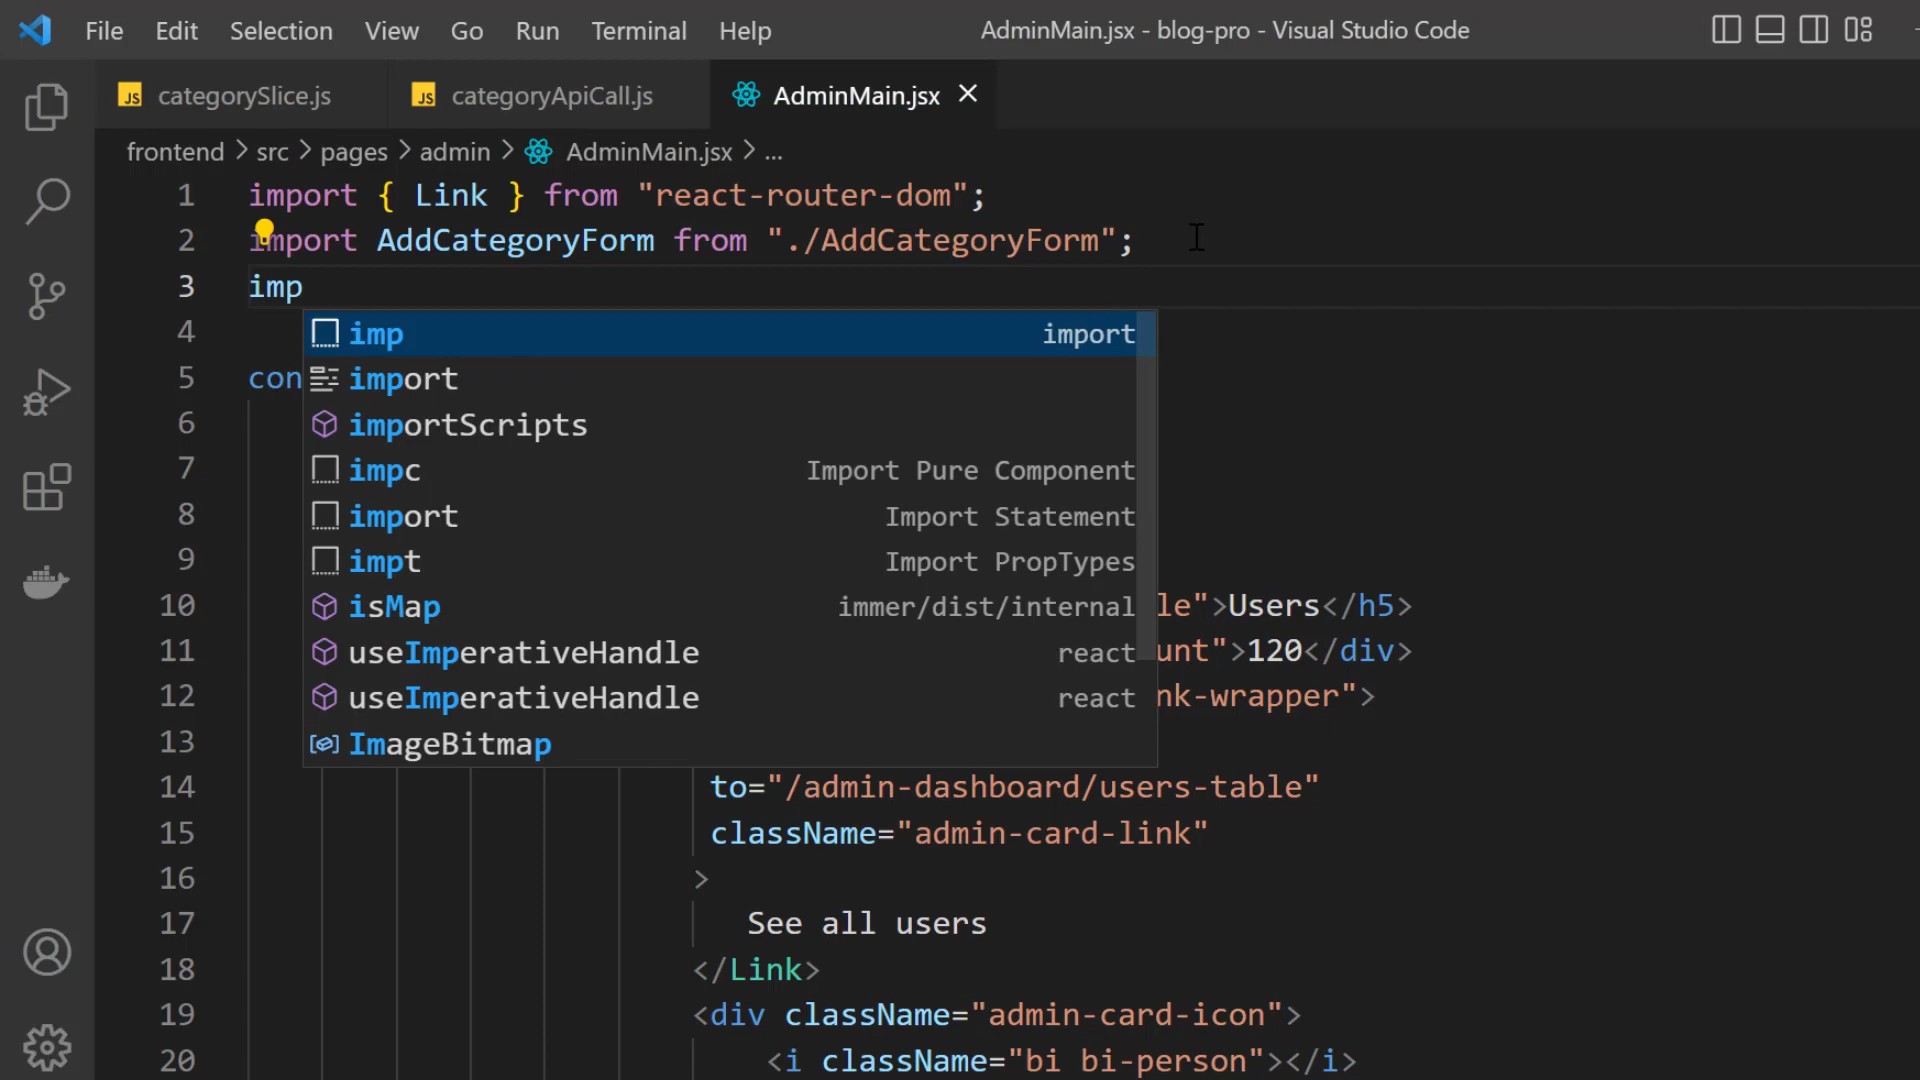 File Edit Selection View Go Run Terminal Help AdminMain.jsx - blog-pro - Visual Studio Code
JS categorySlice.js JS categoryApiCall.js AdminMain.jsx
frontend > src > pages > admin > AdminMain.jsx > ...
1 import { Link } from "react-router-dom";
2 import AddCategoryForm from "./AddCategoryForm";
3 imp
4 imp import
5 con import
6 importScripts
7 impc Import Pure Component
8 import Import Statement
9 impt Import PropTypes
10 isMap immer/dist/internal le">Users</h5>
11 useImperativeHandle react unt">120</div>
12 useImperativeHandle react nk-wrapper">
13 ImageBitmap
14 to="/admin-dashboard/users-table"
15 className="admin-card-link"
16 >
17 See all users
18 </Link>
19 <div className="admin-card-icon">
20 <i className="bi bi-person"></i>